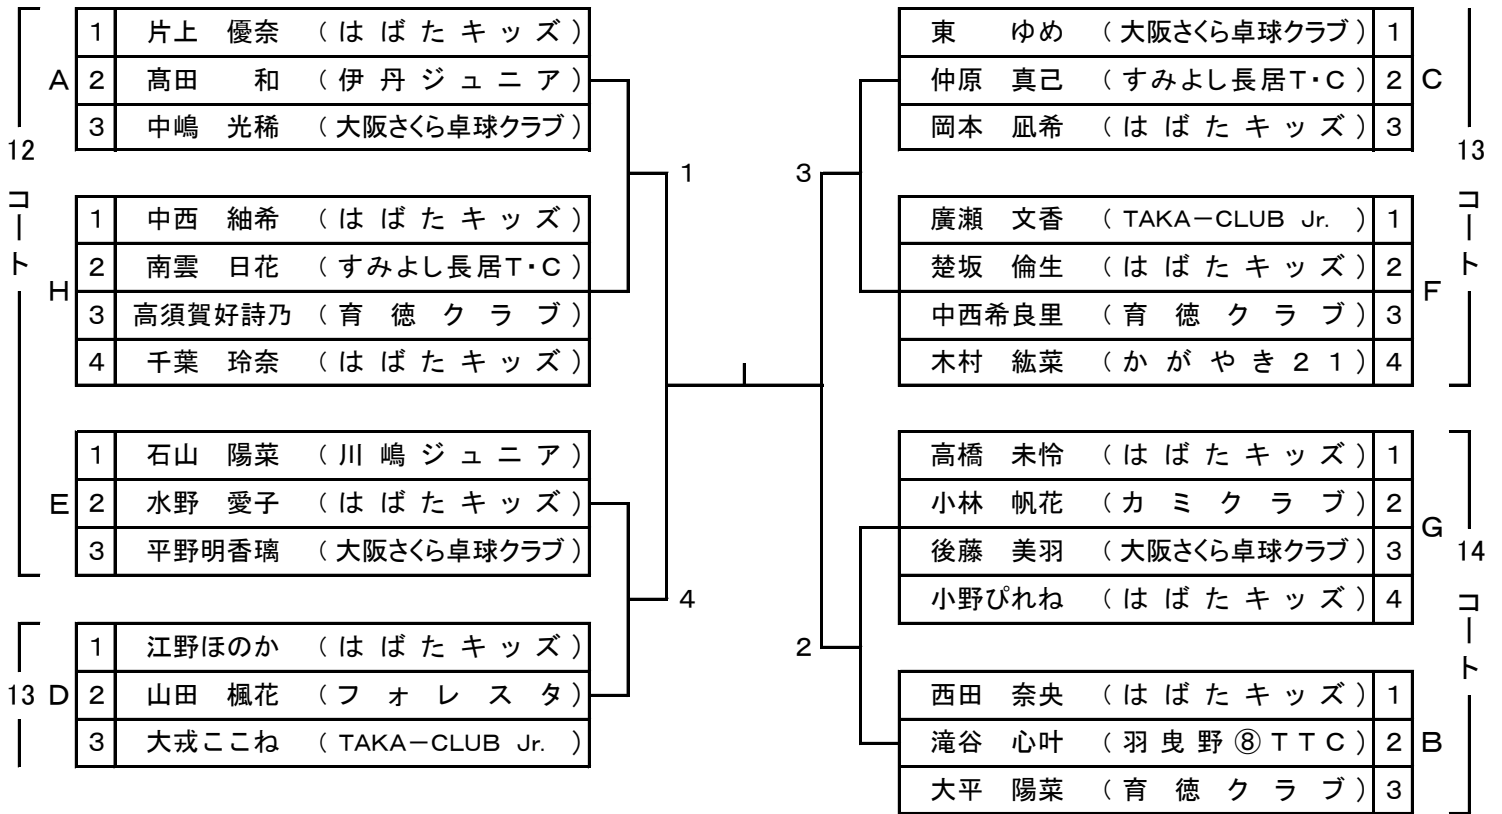 12 コート
A
1 片上 優奈 (はばたキッズ)
2 髙田 和 (伊丹ジュニア)
3 中嶋 光稀 (大阪さくら卓球クラブ)
H
1 中西 紬希 (はばたキッズ)
2 南雲 日花 (すみよし長居T・C)
3 高須賀好詩乃 (育徳クラブ)
4 千葉 玲奈 (はばたキッズ)
E
1 石山 陽菜 (川嶋ジュニア)
2 水野 愛子 (はばたキッズ)
3 平野明香璃 (大阪さくら卓球クラブ)
13
D
1 江野ほのか (はばたキッズ)
2 山田 楓花 (フォレスタ)
3 大戎ここね (TAKA-CLUB Jr. )
1
4
3
2
東 ゆめ (大阪さくら卓球クラブ) 1
仲原 真己 (すみよし長居T・C) 2
岡本 凪希 (はばたキッズ) 3
C
廣瀬 文香 (TAKA-CLUB Jr. ) 1
楚坂 倫生 (はばたキッズ) 2
中西希良里 (育徳クラブ) 3
木村 紘菜 (かがやき21) 4
F
13 コート
高橋 未怜 (はばたキッズ) 1
小林 帆花 (カミクラブ) 2
後藤 美羽 (大阪さくら卓球クラブ) 3
小野ぴれね (はばたキッズ) 4
G
西田 奈央 (はばたキッズ) 1
滝谷 心叶 (羽曳野⑧TTC) 2
大平 陽菜 (育徳クラブ) 3
B
14 コート